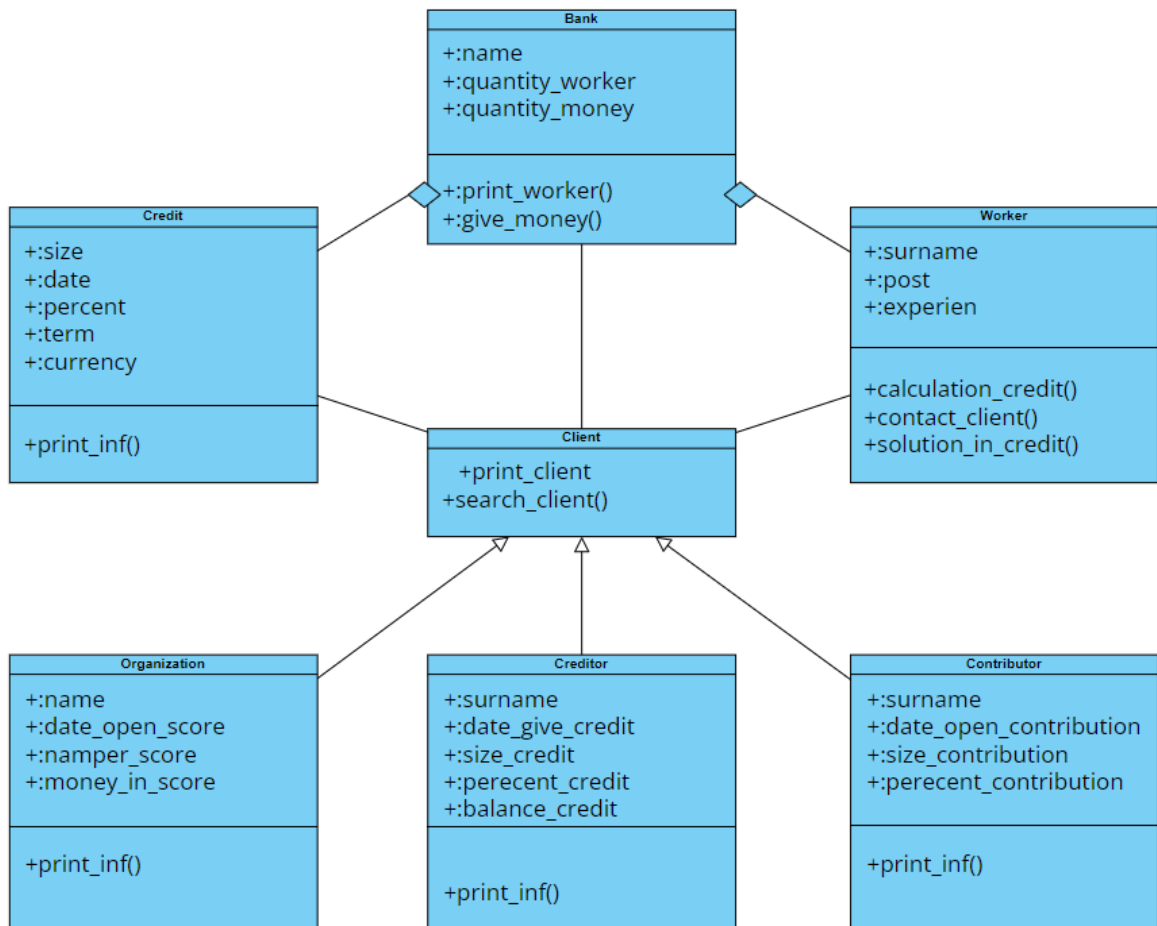 Bank
+:name
+:quantity_worker
+:quantity_money
+:print_worker()
+:give_money()
Credit
+:size
+:date
+:percent
+:term
+:currency
+print_inf()
Worker
+:surname
+:post
+:experien
+calculation_credit()
+contact_client()
+solution_in_credit()
Client
+print_client
+search_client()
Organization
+:name
+:date_open_score
+:namper_score
+:money_in_score
+print_inf()
Creditor
+:surname
+:date_give_credit
+:size_credit
+:perecent_credit
+:balance_credit
+print_inf()
Contributor
+:surname
+:date_open_contribution
+:size_contribution
+:perecent_contribution
+print_inf()